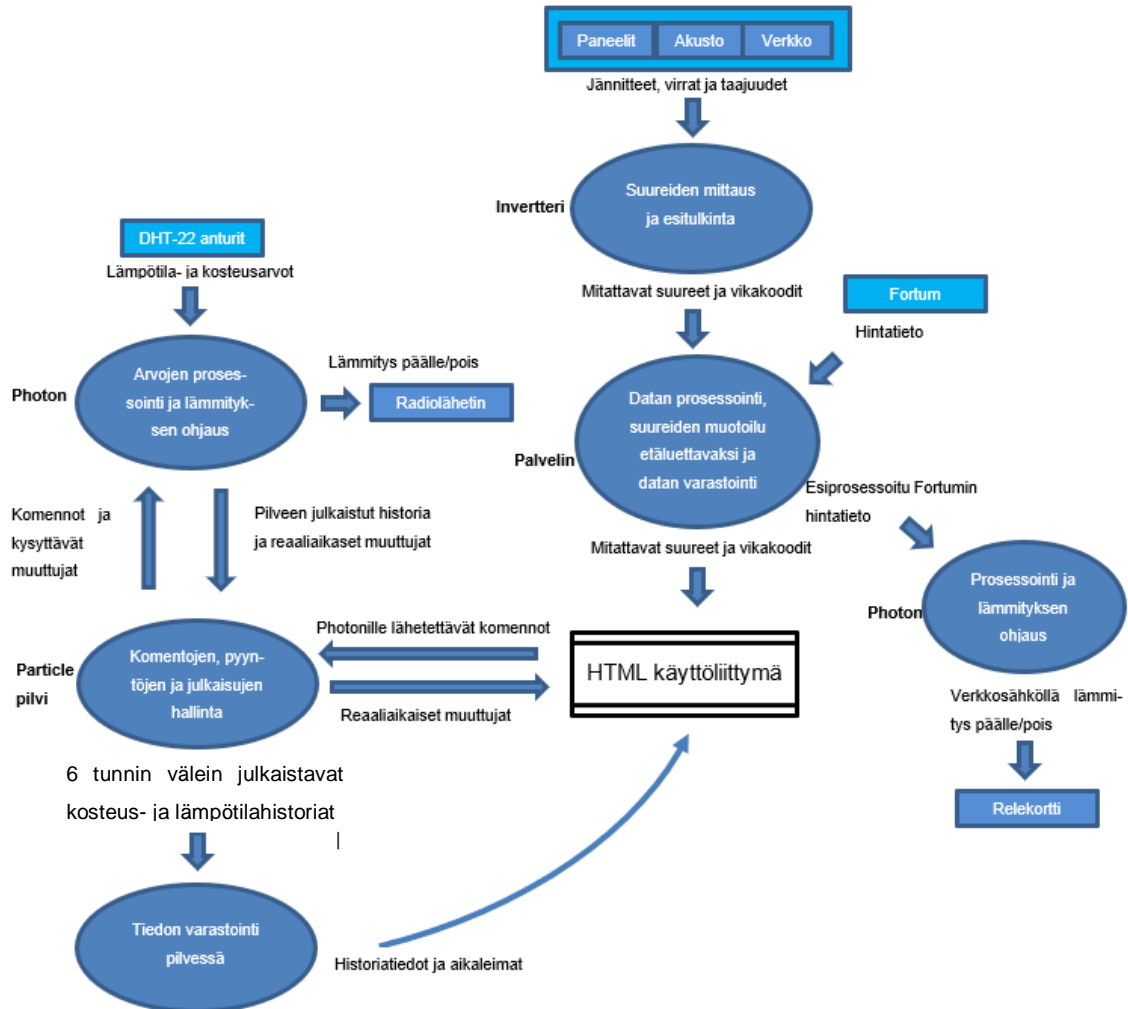 Paneelit
Akusto
Verkko
Jännitteet, virrat ja taajuudet
Invertteri
Suureiden mittaus
ja esitulkinta
DHT-22 anturit
Lämpötila- ja kosteusarvot
Mitattavat suureet ja vikakoodit
Fortum
Hintatieto
Photon
Arvojen proses-
sointi ja lämmityk-
sen ohjaus
Lämmitys päälle/pois
Radiolähetin
Palvelin
Datan prosessointi,
suureiden muotoilu
etäluettavaksi ja
datan varastointi
Esiprosessoitu Fortumin
hintatieto
Komennot ja
kysyttävät
muuttujat
Pilveen julkaistut historia
ja reaaliaikaset muuttujat
Mitattavat suureet ja vikakoodit
Photon
Prosessointi ja
lämmityksen
ohjaus
Particle
pilvi
Komentojen, pyyn-
töjen ja julkaisujen
hallinta
Photonille lähetettävät komennot
Reaaliaikaiset muuttujat
HTML käyttöliittymä
Verkkosähköllä lämmi-
tys päälle/pois
Relekortti
6 tunnin välein julkaistavat
kosteus- ja lämpötilahistoriat
Tiedon varastointi
pilvessä
Historiatiedot ja aikaleimat